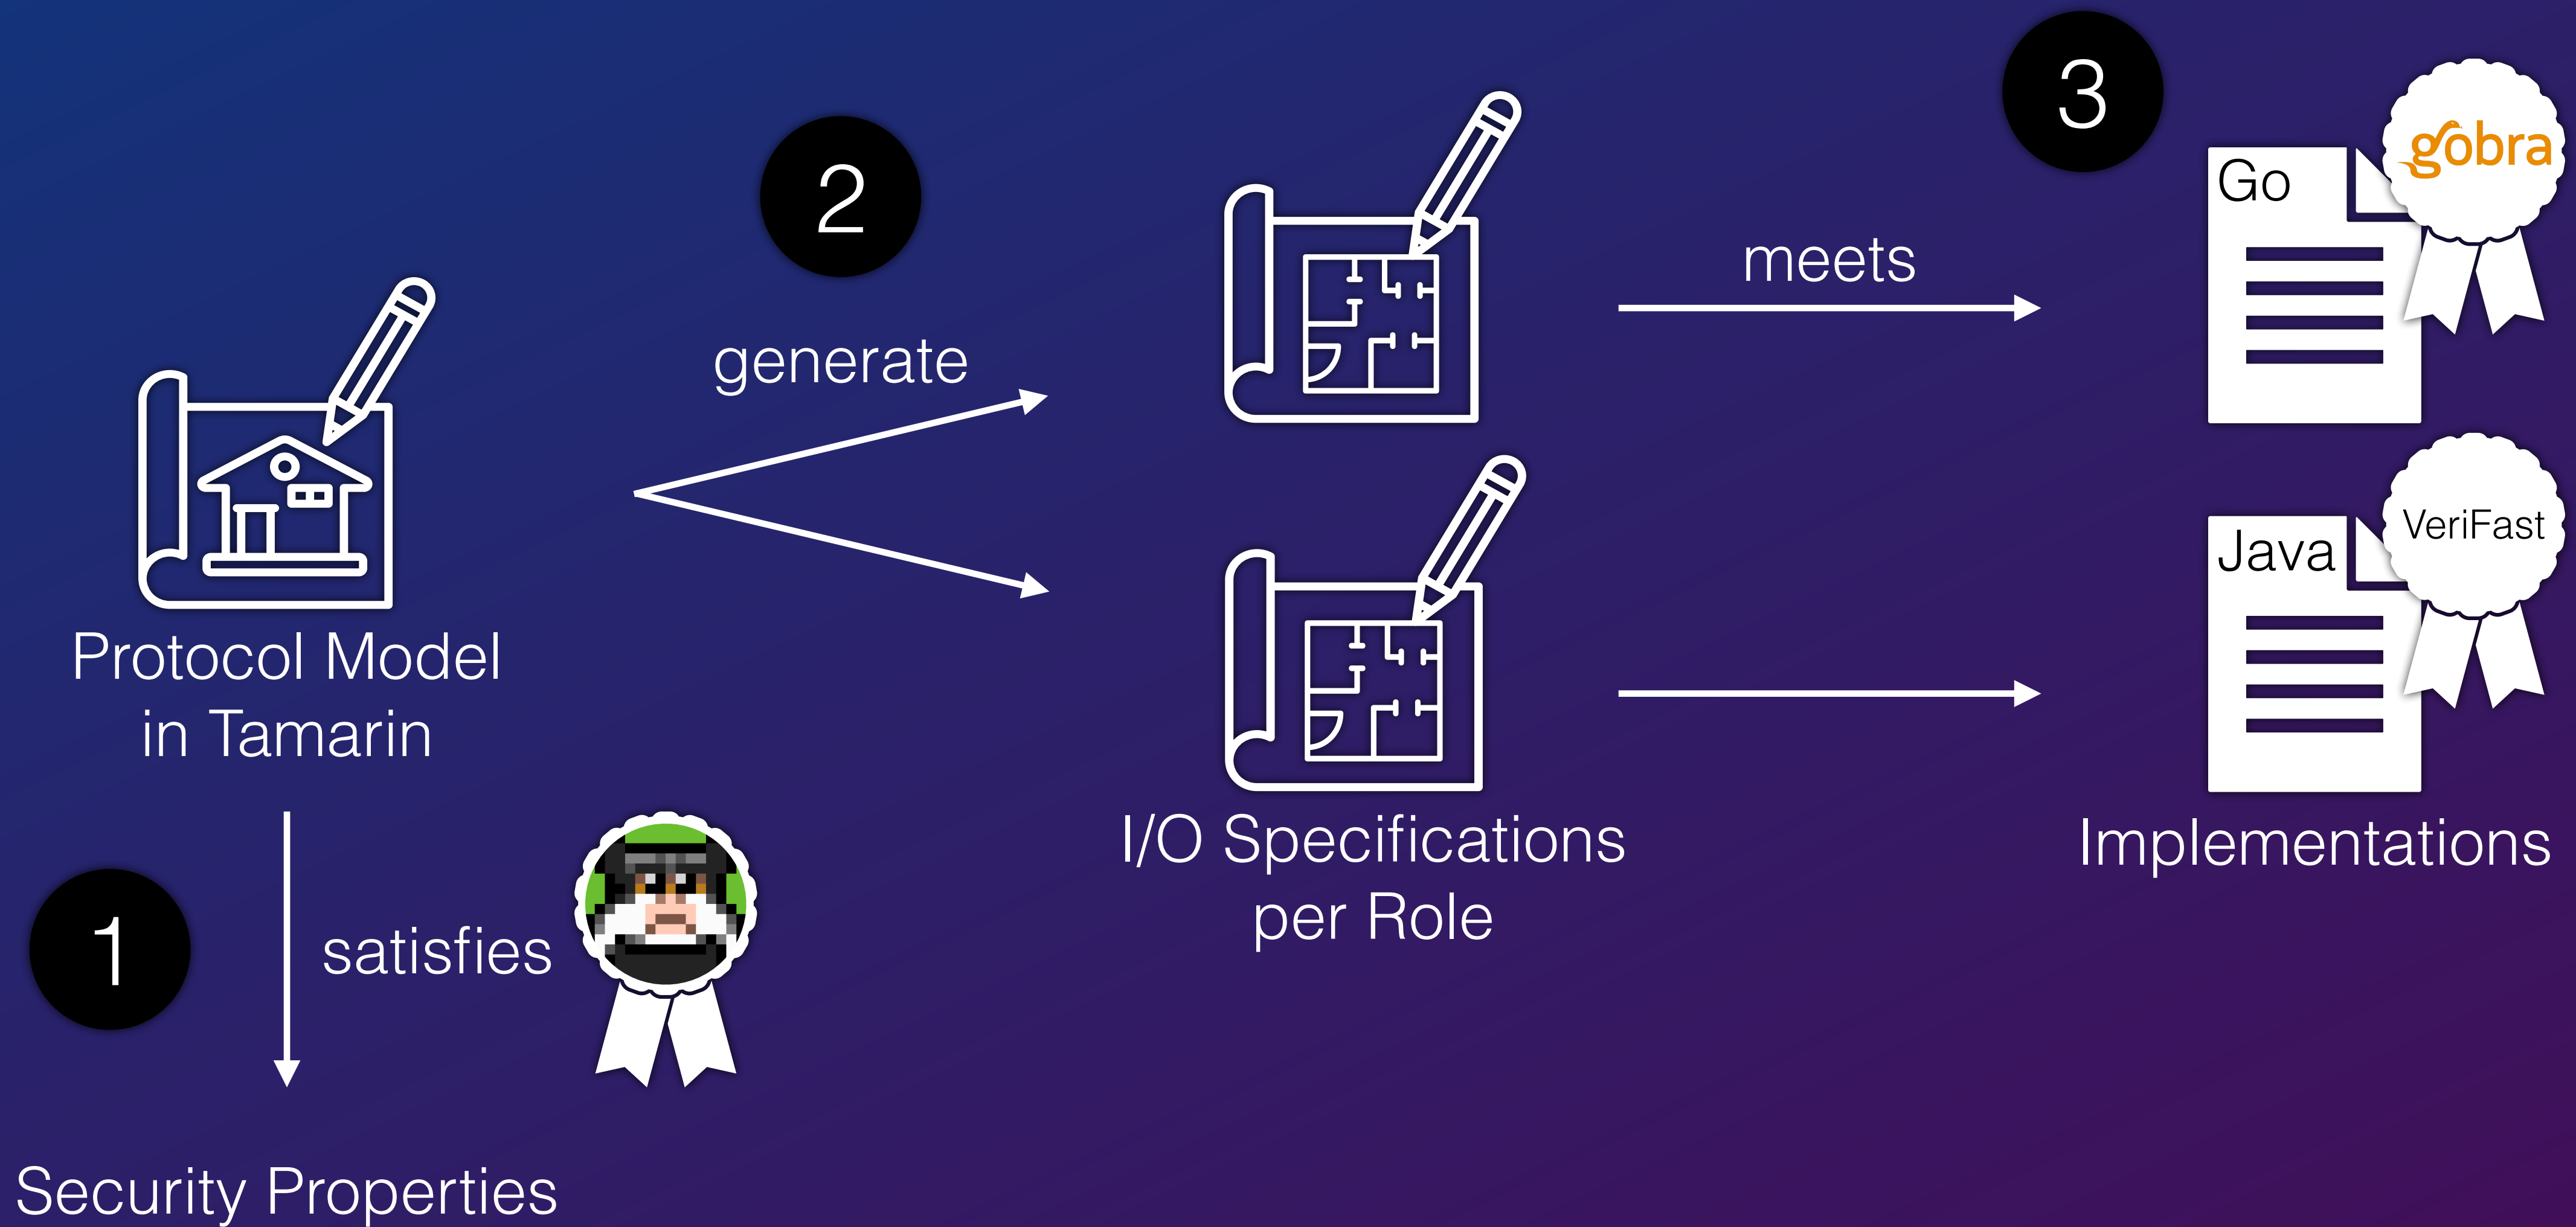 3
gobra
Go
2
meets
generate
VeriFast
Java
Protocol Model
in Tamarin
I/O Specifications
per Role
Implementations
1
satisfies
Security Properties